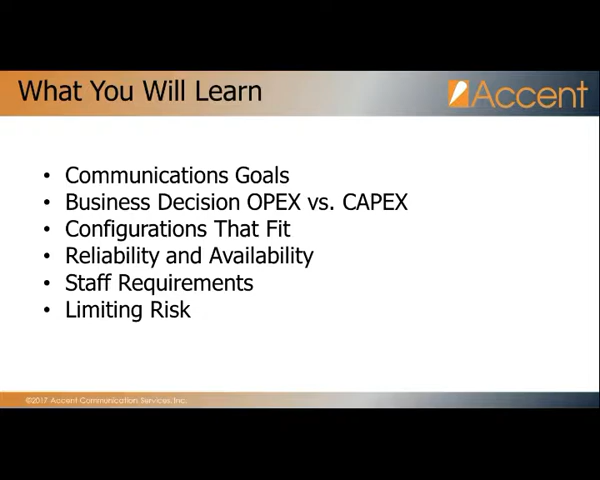 What You Will Learn
Accent
• Communications Goals
• Business Decision OPEX vs. CAPEX
• Configurations That Fit
• Reliability and Availability
• Staff Requirements
• Limiting Risk
©2017 Accent Communication Services, Inc.